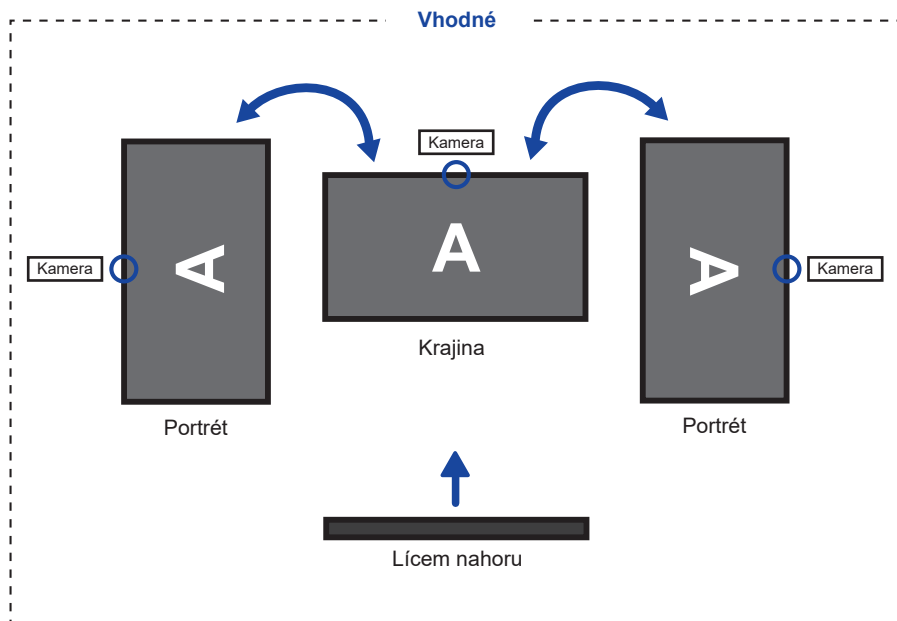 Vhodné
Kamera
A
Kamera
A
A
Kamera
Krajina
Portrét
Portrét
Lícem nahoru